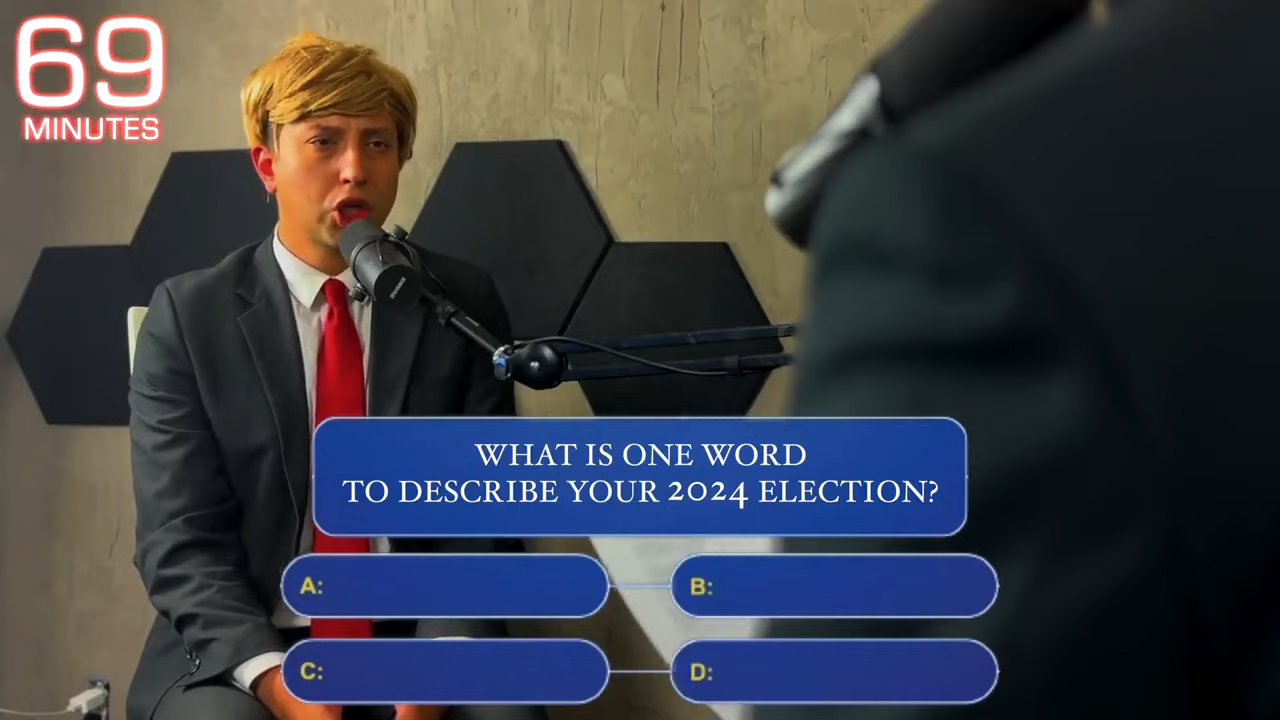 69
MINUTES
WHAT IS ONE WORD
TO DESCRIBE YOUR 2024 ELECTION?
A:
B:
C:
D: